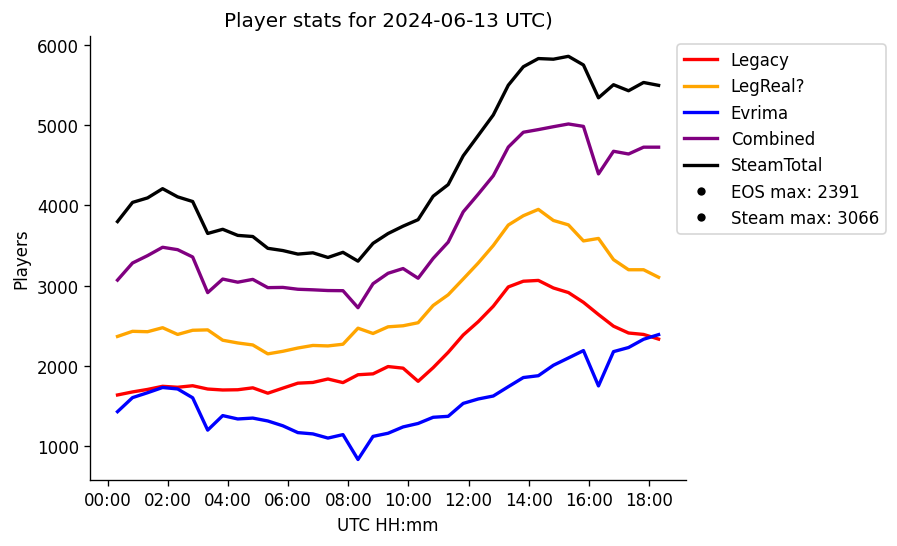 Player stats for 2024-06-13 UTC)
Players
6000
5000
4000
3000
2000
1000
00:00 02:00 04:00 06:00 08:00 10:00 12:00 14:00 16:00 18:00
UTC HH:mm
Legacy
LegReal?
Evrima
Combined
SteamTotal
EOS max: 2391
Steam max: 3066